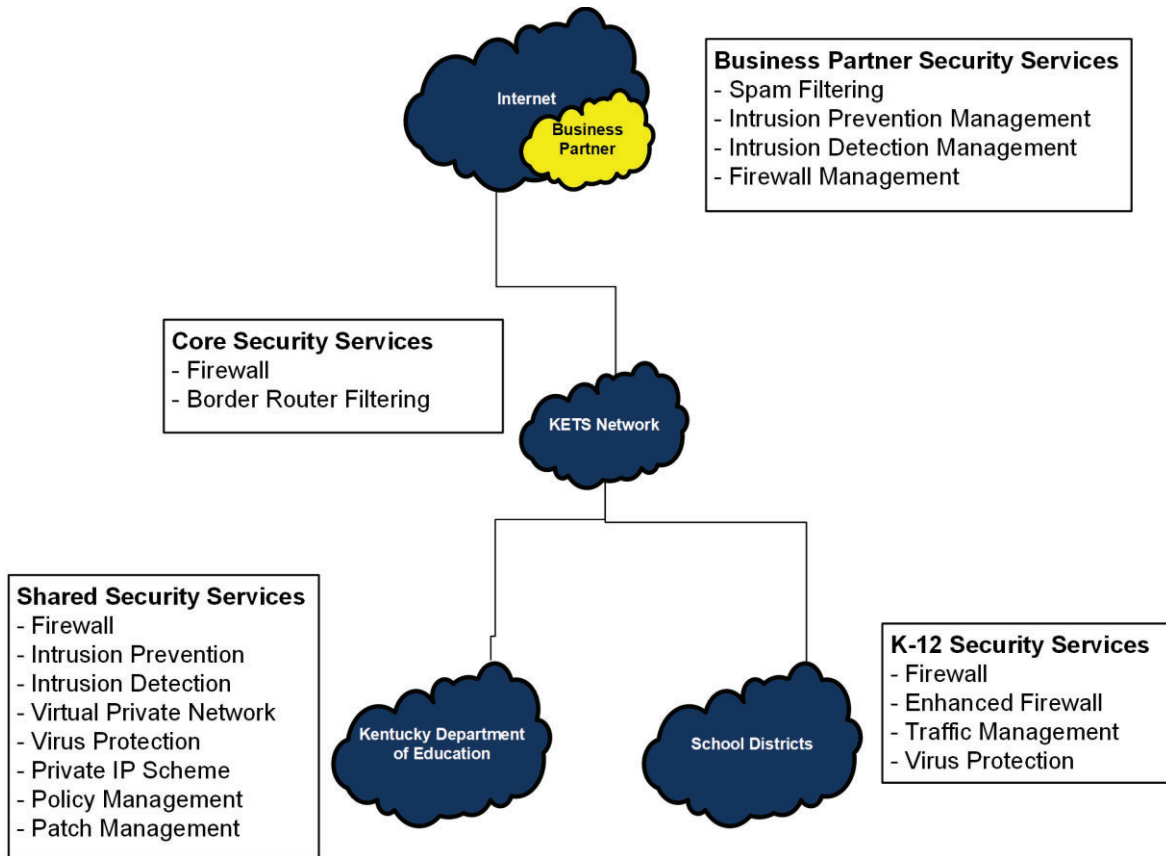 Internet
Business
Partner
Business Partner Security Services
- Spam Filtering
- Intrusion Prevention Management
- Intrusion Detection Management
- Firewall Management
Core Security Services
- Firewall
- Border Router Filtering
KETS Network
Shared Security Services
- Firewall
- Intrusion Prevention
- Intrusion Detection
- Virtual Private Network
- Virus Protection
- Private IP Scheme
- Policy Management
- Patch Management
Kentucky Department
of Education
School Districts
K-12 Security Services
- Firewall
- Enhanced Firewall
- Traffic Management
- Virus Protection